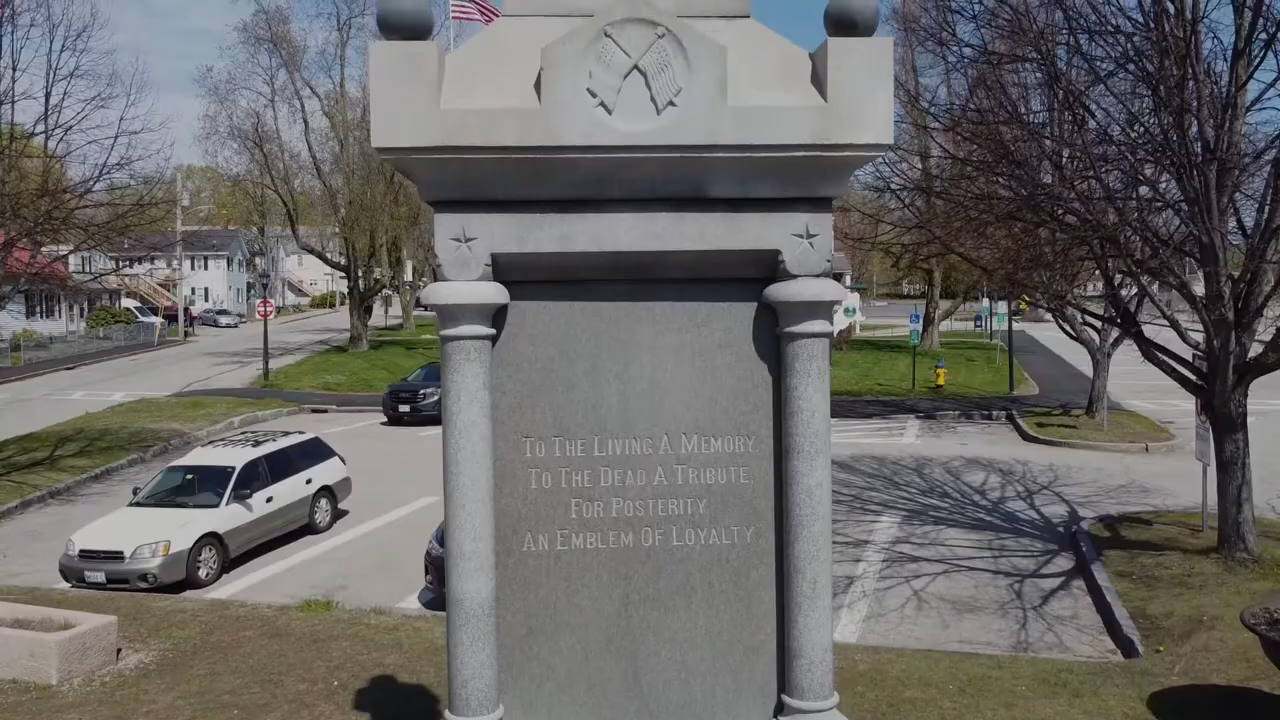 To The Living A Memory.
To The Dead A Tribute,
For Posterity
An Emblem Of Loyalty